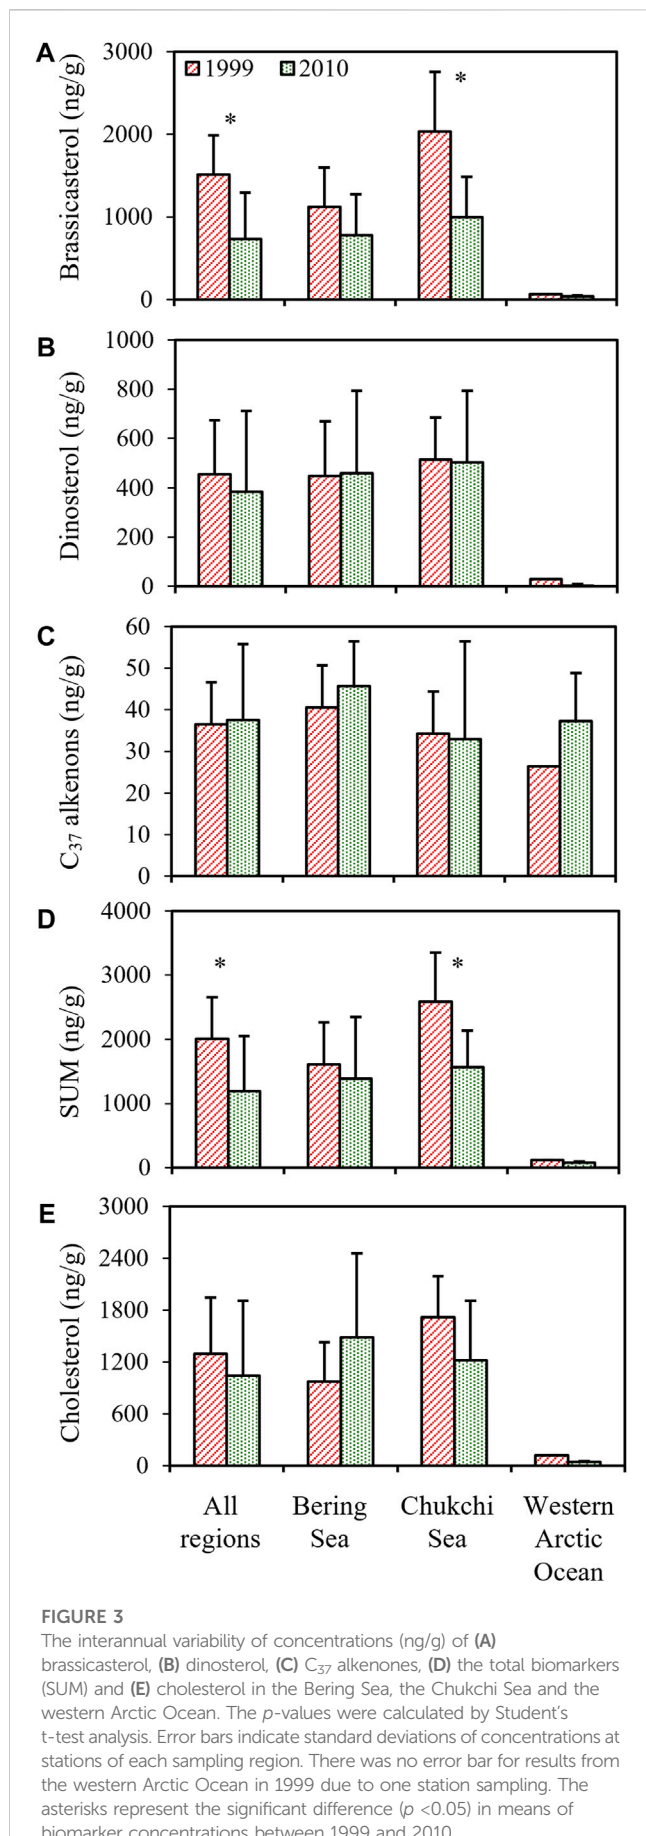 A
Brassicasterol (ng/g)
3000
2000
1000
0
1999
2010
*
*
B
Dinosterol (ng/g)
1000
800
600
400
200
0
C
C37 alkenons (ng/g)
60
50
40
30
20
10
0
D
SUM (ng/g)
4000
3000
2000
1000
0
*
*
E
Cholesterol (ng/g)
3000
2400
1800
1200
600
0
All
regions
Bering
Sea
Chukchi
Sea
Western
Arctic
Ocean
FIGURE 3
The interannual variability of concentrations (ng/g) of (A)
brassicasterol, (B) dinosterol, (C) C37 alkenones, (D) the total biomarkers
(SUM) and (E) cholesterol in the Bering Sea, the Chukchi Sea and the
western Arctic Ocean. The p-values were calculated by Student's
t-test analysis. Error bars indicate standard deviations of concentrations at
stations of each sampling region. There was no error bar for results from
the western Arctic Ocean in 1999 due to one station sampling. The
asterisks represent the significant difference (p <0.05) in means of
biomarker concentrations between 1999 and 2010